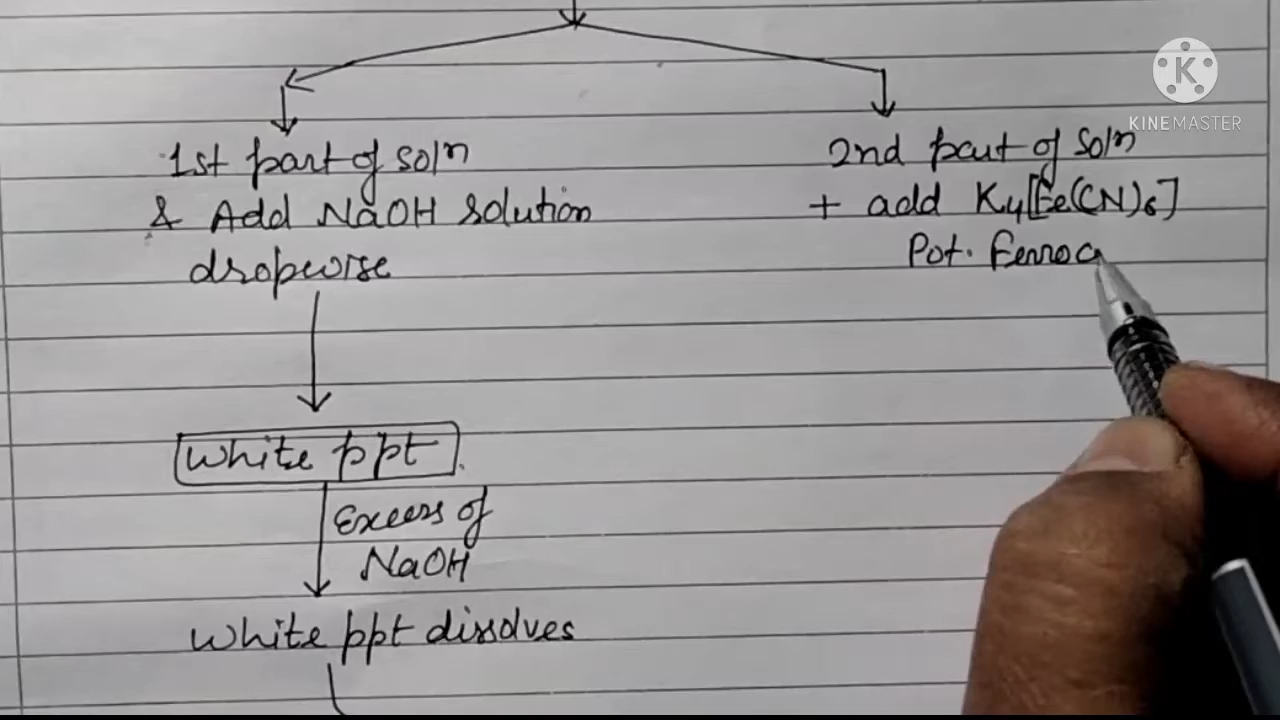 1st part of soln
& Add NaOH solution
dropwise
White ppt
Excess of
NaOH
White ppt dissolves
2nd part of soln
+ add K4[Fe(CN)6]
Pot. Ferroc
KINEMASTER